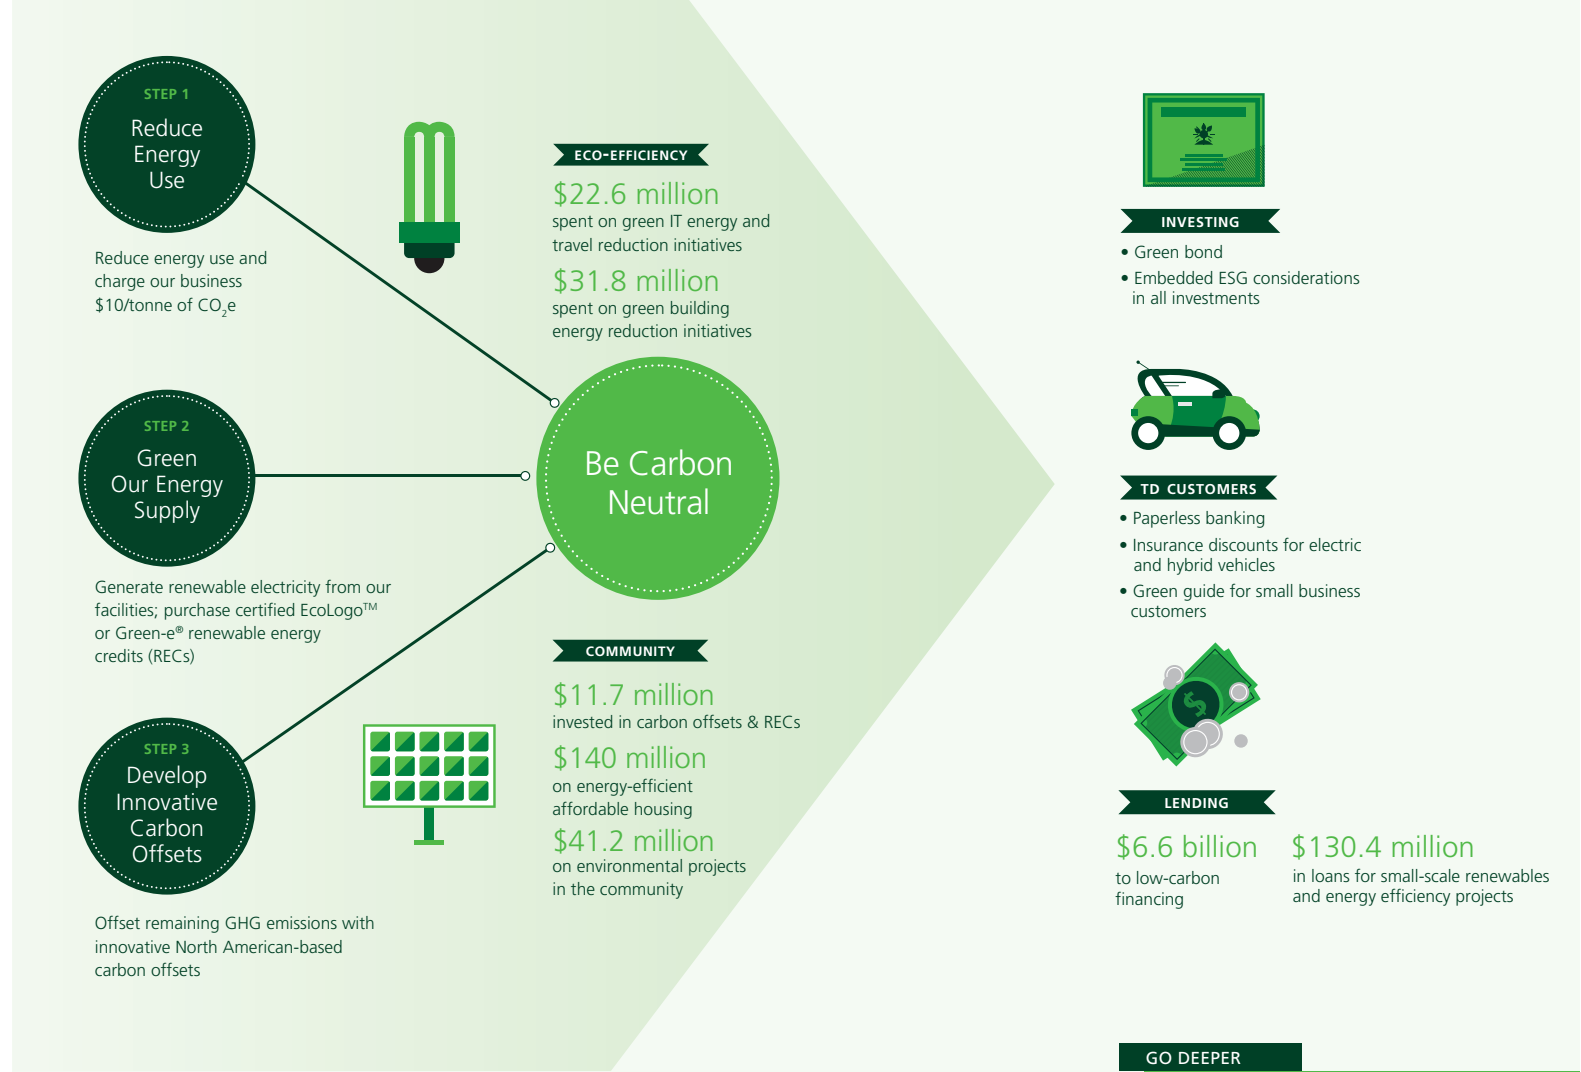 STEP 1
Reduce
Energy
Use
Reduce energy use and
charge our business
$10/tonne of CO₂e
STEP 2
Green
Our Energy
Supply
Generate renewable electricity from our
facilities; purchase certified EcoLogo™
or Green-e® renewable energy
credits (RECs)
STEP 3
Develop
Innovative
Carbon
Offsets
Offset remaining GHG emissions with
innovative North American-based
carbon offsets
ECO-EFFICIENCY
$22.6 million
spent on green IT energy and
travel reduction initiatives
$31.8 million
spent on green building
energy reduction initiatives
Be Carbon
Neutral
COMMUNITY
$11.7 million
invested in carbon offsets & RECs
$140 million
on energy-efficient
affordable housing
$41.2 million
on environmental projects
in the community
INVESTING
• Green bond
• Embedded ESG considerations
in all investments
TD CUSTOMERS
• Paperless banking
• Insurance discounts for electric
and hybrid vehicles
• Green guide for small business
customers
$
LENDING
$6.6 billion
to low-carbon
financing
$130.4 million
in loans for small-scale renewables
and energy efficiency projects
GO DEEPER